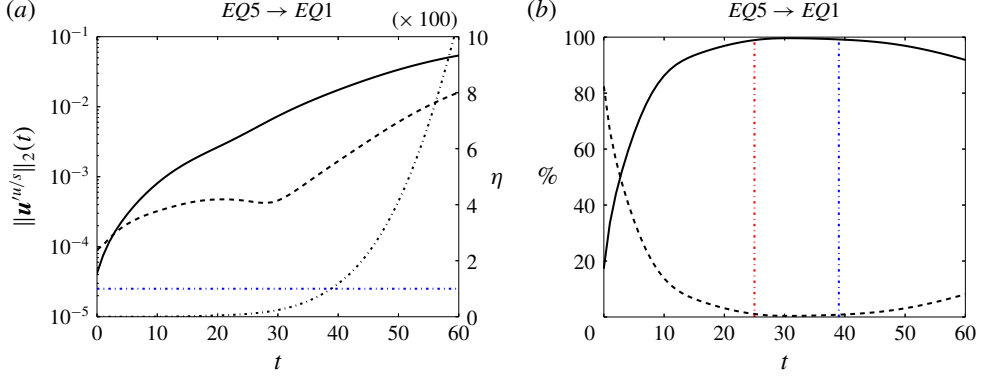 (a) EQ5 → EQ1 (× 100)
10⁻¹ 10
10⁻² 8
6
10⁻³ 4
‖u′ᵘ/ˢ‖₂(t) η
10⁻⁴ 2
10⁻⁵ 0
0 10 20 30 40 50 60
t
(b) EQ5 → EQ1
100
80
60
%
40
20
0 10 20 30 40 50 60
t